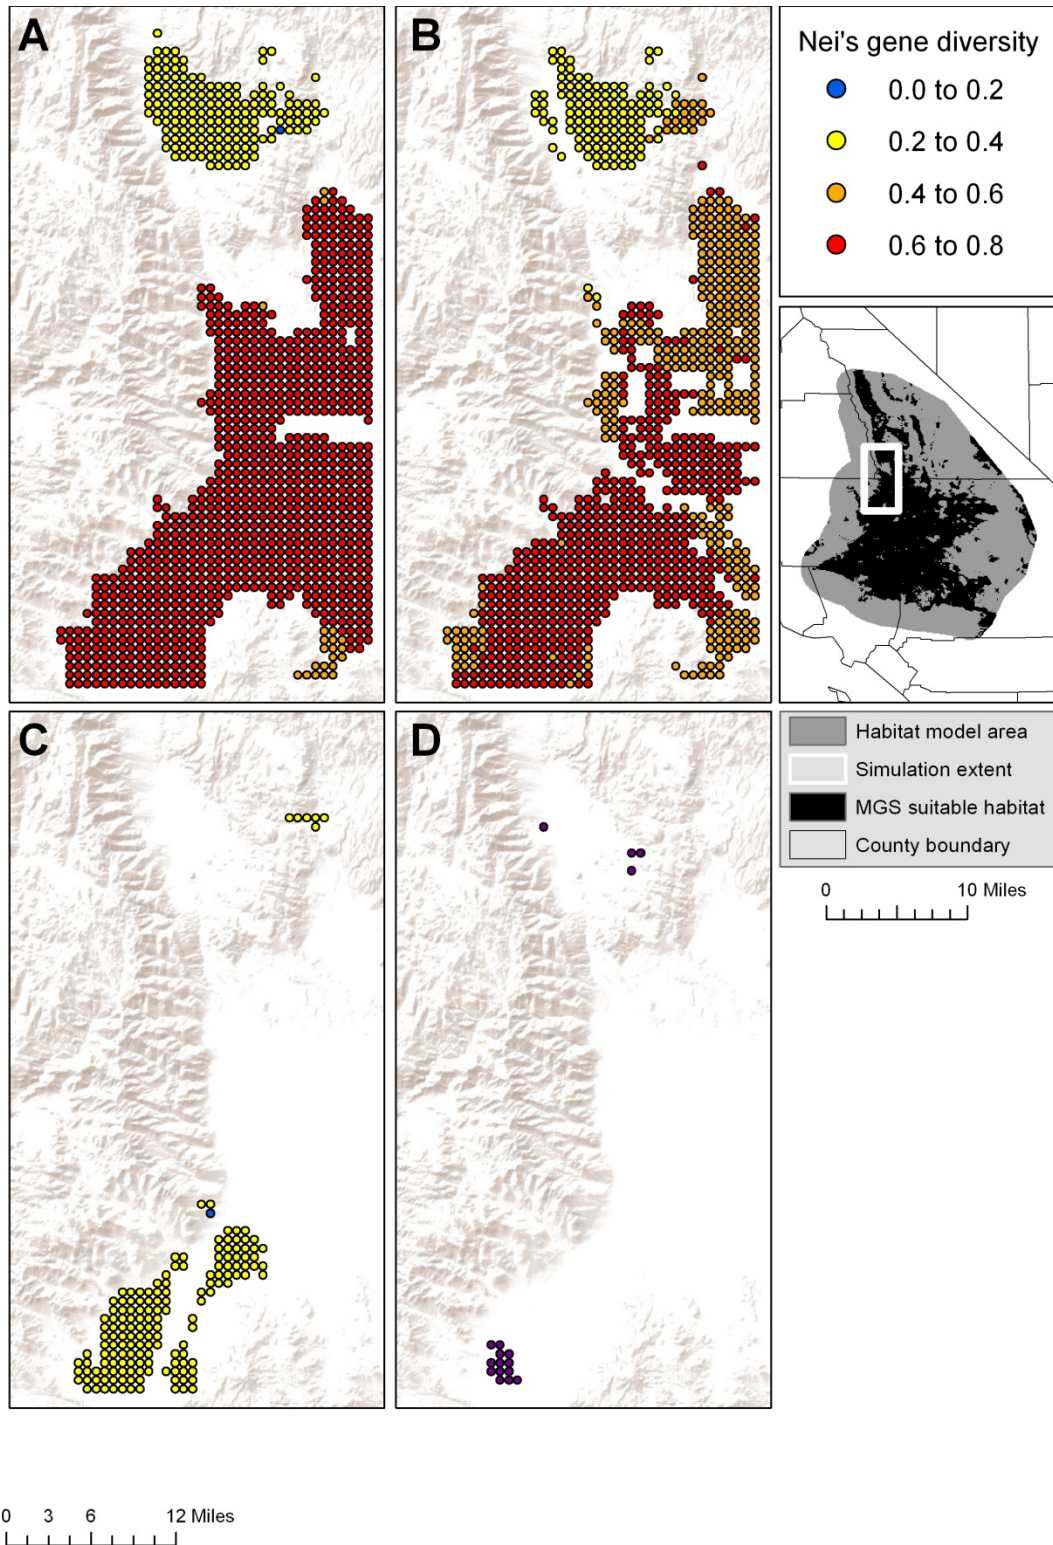 A
B
Nei's gene diversity
0.0 to 0.2
0.2 to 0.4
0.4 to 0.6
0.6 to 0.8
C
D
Habitat model area
Simulation extent
MGS suitable habitat
County boundary
0 10 Miles
0 3 6 12 Miles